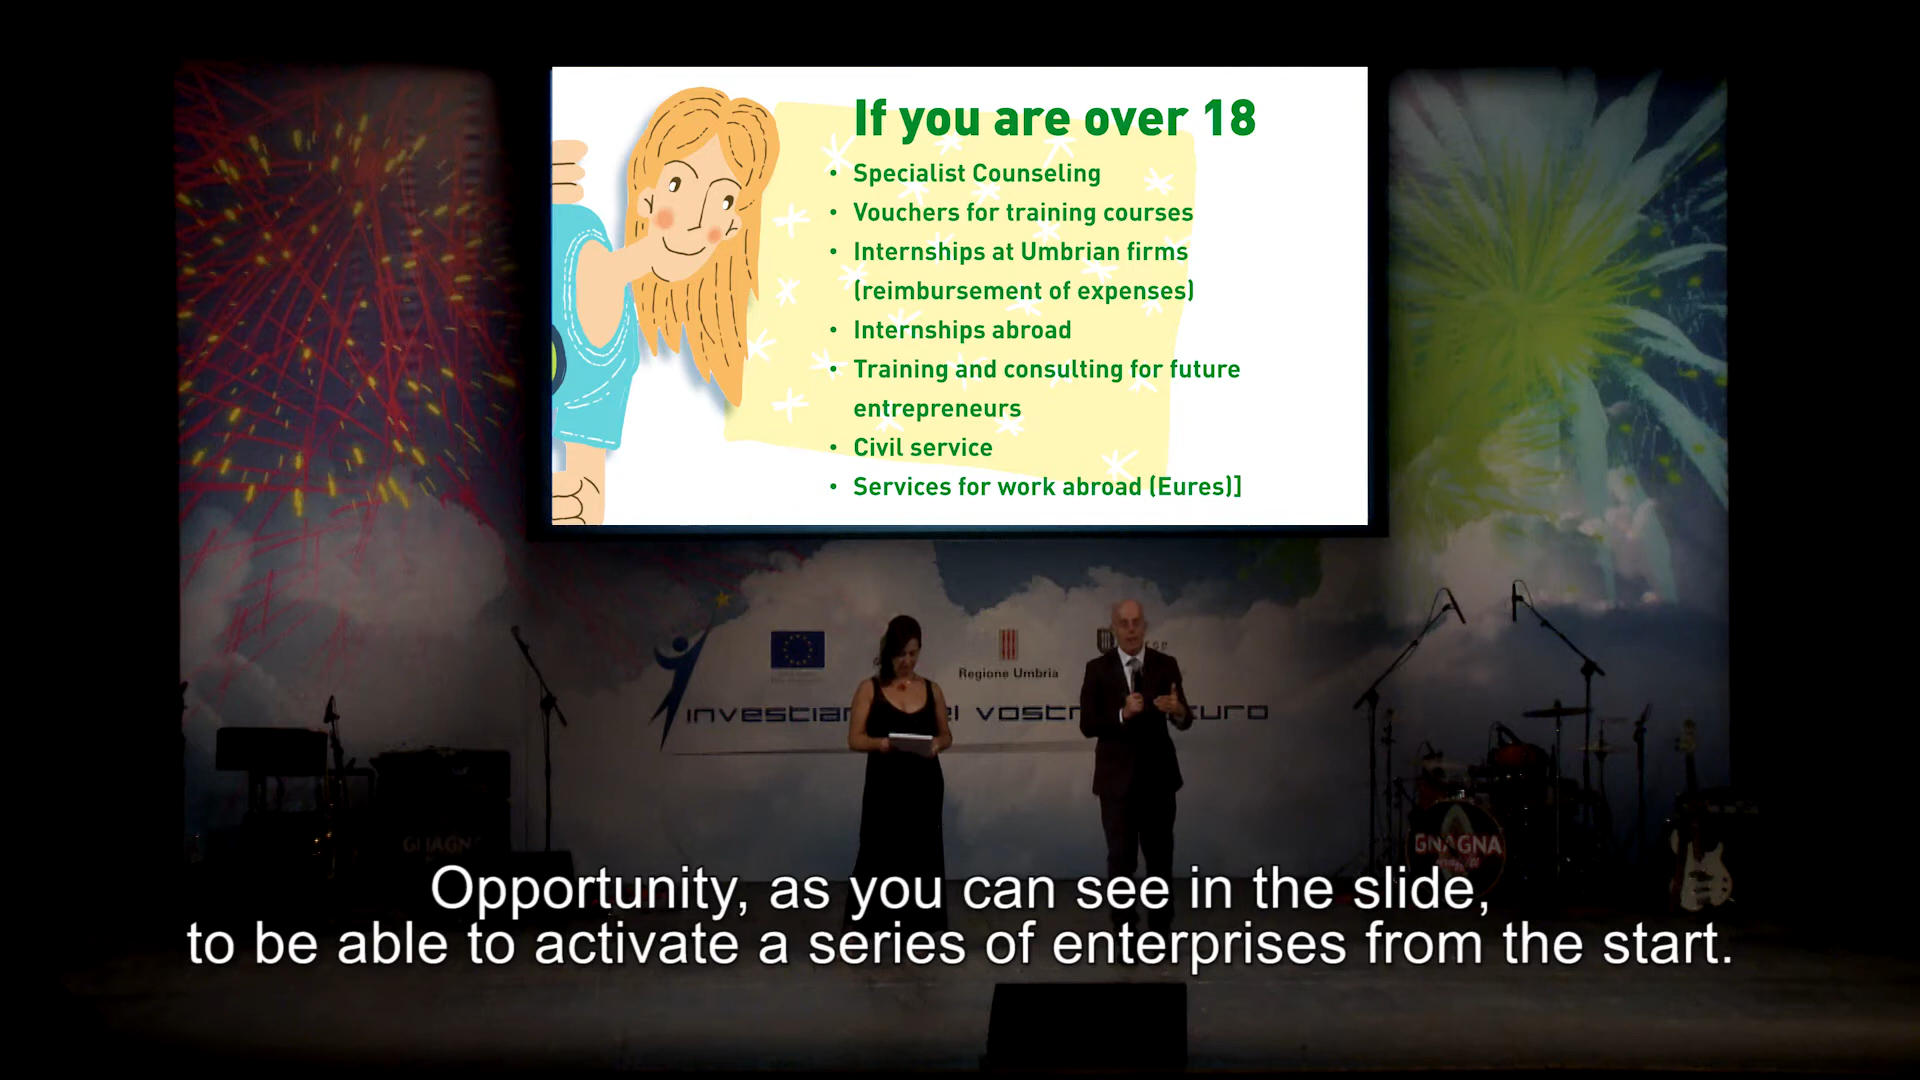 If you are over 18
• Specialist Counseling
• Vouchers for training courses
• Internships at Umbrian firms
(reimbursement of expenses)
• Internships abroad
• Training and consulting for future
entrepreneurs
• Civil service
• Services for work abroad (Eures)]
Regione Umbria
GNAGNA
Opportunity, as you can see in the slide,
to be able to activate a series of enterprises from the start.